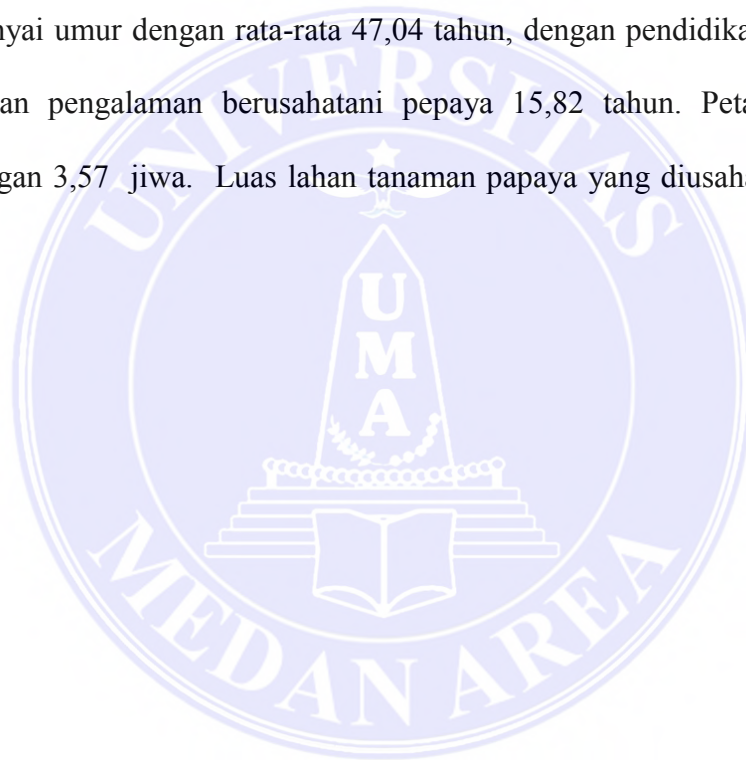 nyai umur dengan rata-rata 47,04 tahun, dengan pendidika
an pengalaman berusahatani pepaya 15,82 tahun. Peta
gan 3,57 jiwa. Luas lahan tanaman papaya yang diusaha
UNIVERSITAS
UMA
MEDAN AREA